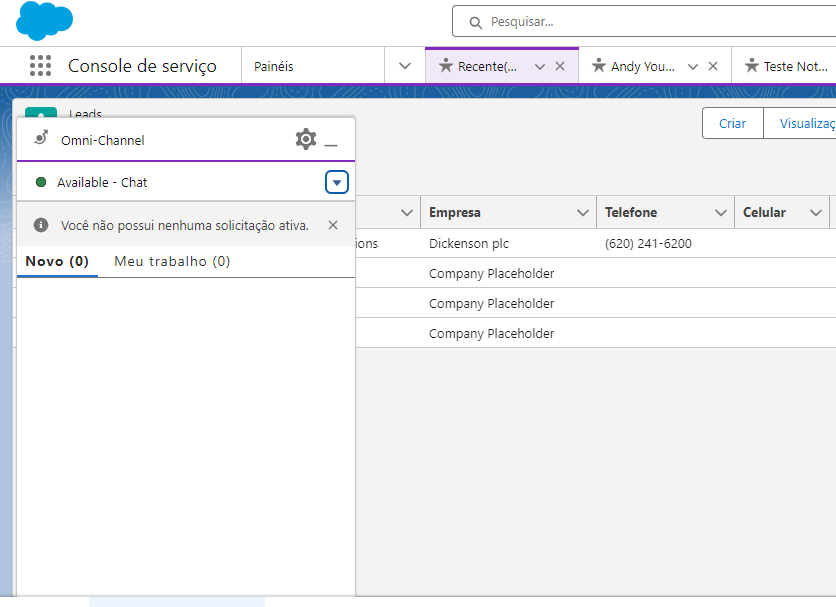 Pesquisar...
Console de serviço
Painéis
Recente(...
Andy You...
Teste Not...
Leads
Criar
Visualizaç
Omni-Channel
Available - Chat
Você não possui nenhuma solicitação ativa.
Novo (0) Meu trabalho (0)
Empresa Telefone Celular
ions Dickenson plc (620) 241-6200
Company Placeholder
Company Placeholder
Company Placeholder